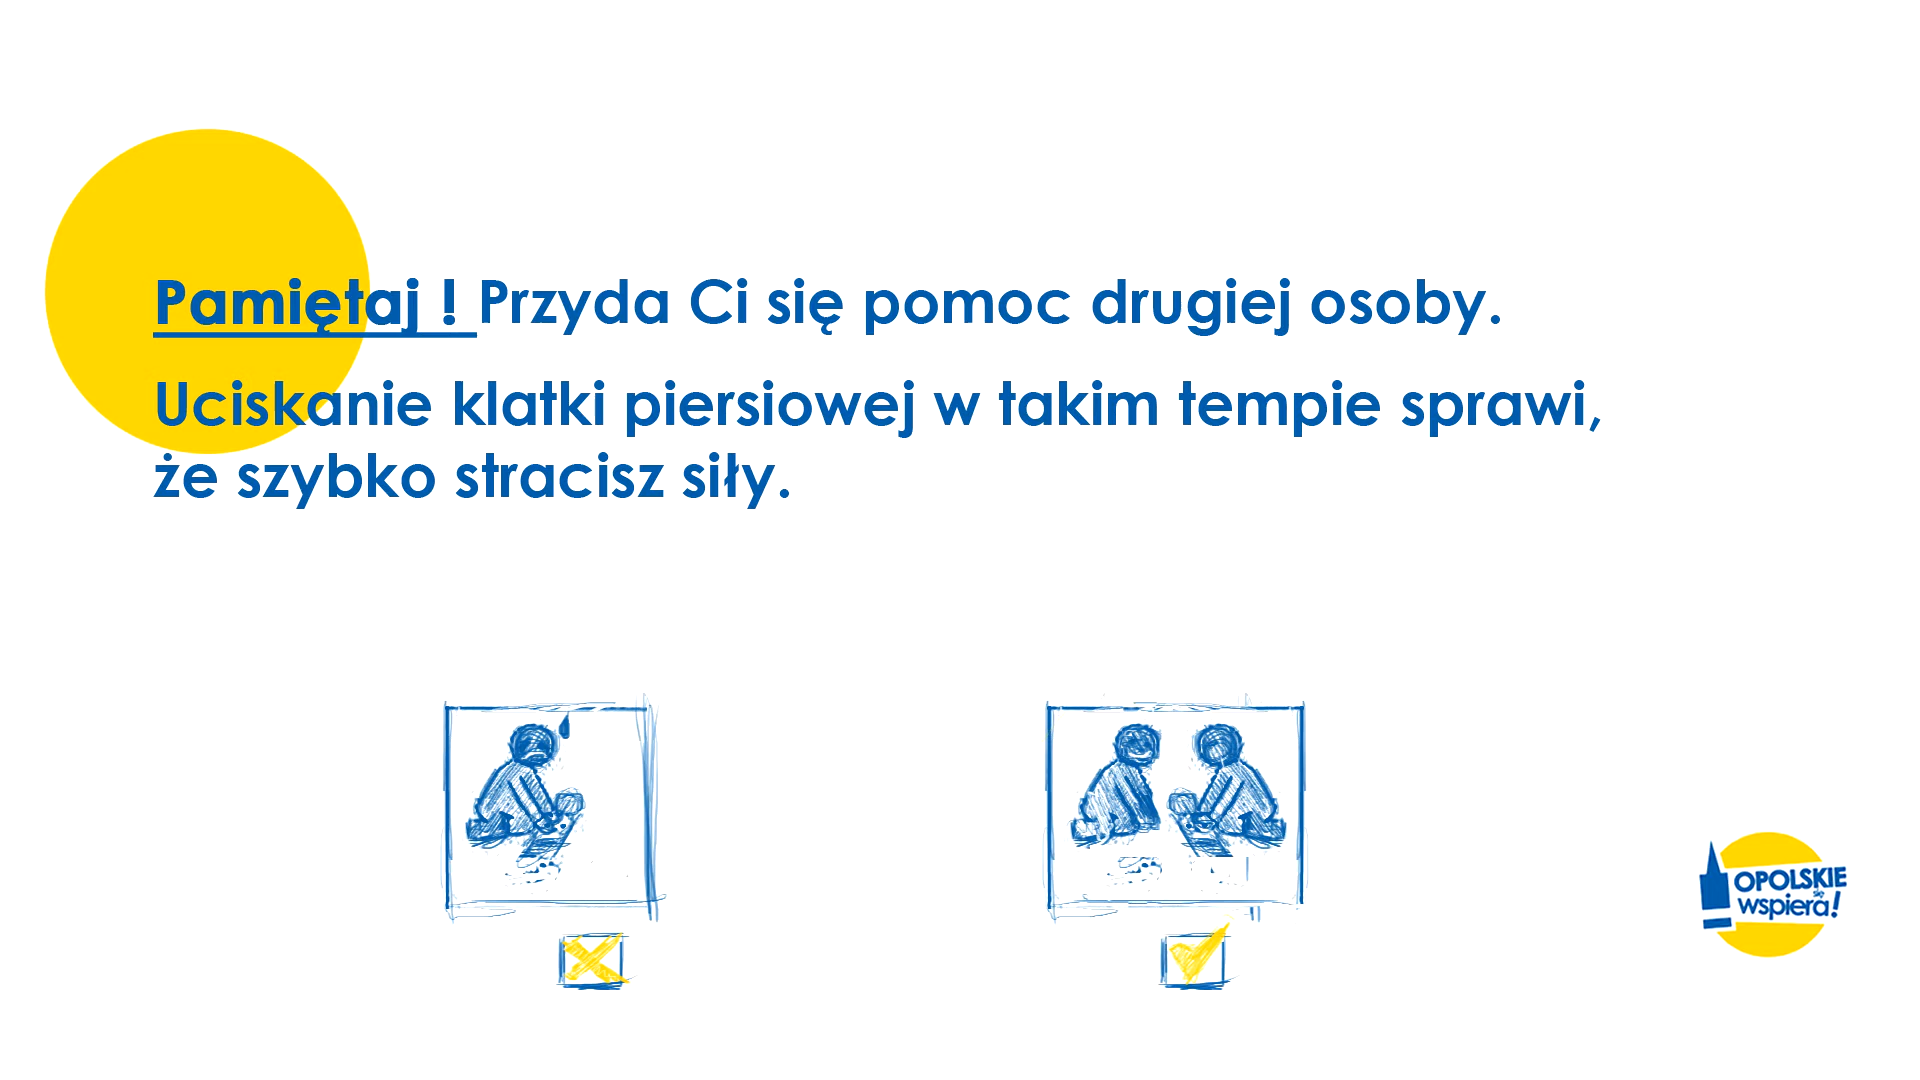 Pamiętaj ! Przyda Ci się pomoc drugiej osoby.
Uciskanie klatki piersiowej w takim tempie sprawi,
że szybko stracisz siły.
OPOLSKIE
się
wspiera!